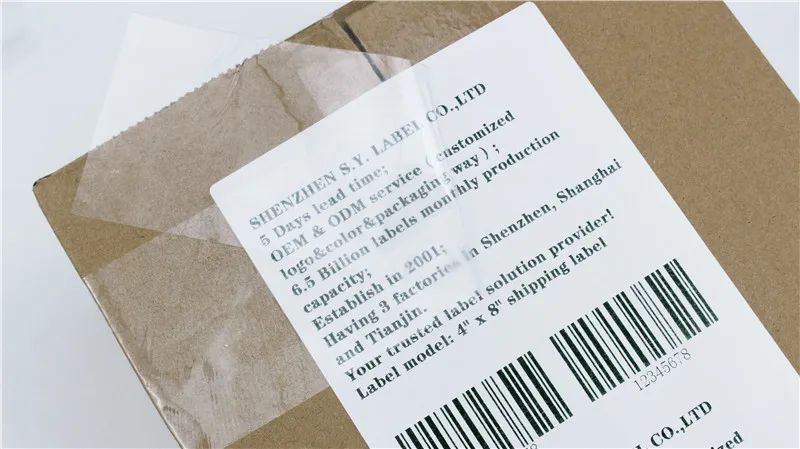 SHENZHEN S.Y. LABEL CO.,LTD
5 Days lead time;
OEM & ODM service (customized
logo&color&packaging way) ;
6.5 Billion labels monthly production
capacity;
Establish in 2001;
Having 3 factories in Shenzhen, Shanghai
and Tianjin.
Your trusted label solution provider!
Label model: 4" x 8" shipping label
12345678
8
L CO.,LTD
mized